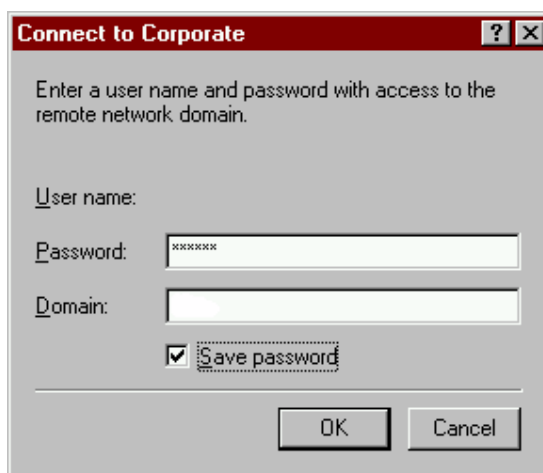 Connect to Corporate
Enter a user name and password with access to the
remote network domain.
User name:
Password: ******
Domain:
Save password
OK Cancel